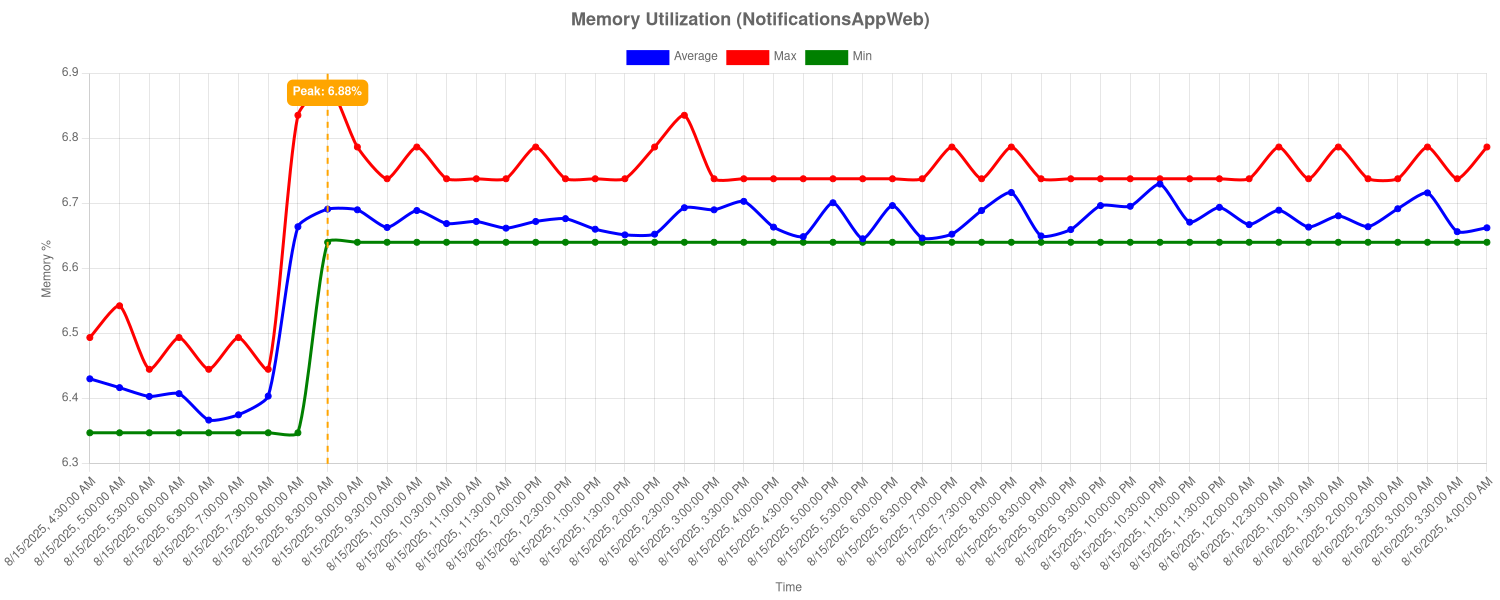 Memory Utilization (NotificationsAppWeb)
Average Max Min
6.9
Peak: 6.88%
6.8
6.7
6.6
6.5
6.4
6.3
Memory %
8/15/2025, 4:30:00 AM
8/15/2025, 5:00:00 AM
8/15/2025, 5:30:00 AM
8/15/2025, 6:00:00 AM
8/15/2025, 6:30:00 AM
8/15/2025, 7:00:00 AM
8/15/2025, 7:30:00 AM
8/15/2025, 8:00:00 AM
8/15/2025, 8:30:00 AM
8/15/2025, 9:00:00 AM
8/15/2025, 9:30:00 AM
8/15/2025, 10:00:00 AM
8/15/2025, 10:30:00 AM
8/15/2025, 11:00:00 AM
8/15/2025, 11:30:00 AM
8/15/2025, 12:00:00 PM
8/15/2025, 12:30:00 PM
8/15/2025, 1:00:00 PM
8/15/2025, 1:30:00 PM
8/15/2025, 2:00:00 PM
8/15/2025, 2:30:00 PM
8/15/2025, 3:00:00 PM
8/15/2025, 3:30:00 PM
8/15/2025, 4:00:00 PM
8/15/2025, 4:30:00 PM
8/15/2025, 5:00:00 PM
8/15/2025, 5:30:00 PM
8/15/2025, 6:00:00 PM
8/15/2025, 6:30:00 PM
8/15/2025, 7:00:00 PM
8/15/2025, 7:30:00 PM
8/15/2025, 8:00:00 PM
8/15/2025, 8:30:00 PM
8/15/2025, 9:00:00 PM
8/15/2025, 9:30:00 PM
8/15/2025, 10:00:00 PM
8/15/2025, 10:30:00 PM
8/15/2025, 11:00:00 PM
8/15/2025, 11:30:00 PM
8/16/2025, 12:00:00 AM
8/16/2025, 12:30:00 AM
8/16/2025, 1:00:00 AM
8/16/2025, 1:30:00 AM
8/16/2025, 2:00:00 AM
8/16/2025, 2:30:00 AM
8/16/2025, 3:00:00 AM
8/16/2025, 3:30:00 AM
8/16/2025, 4:00:00 AM
Time